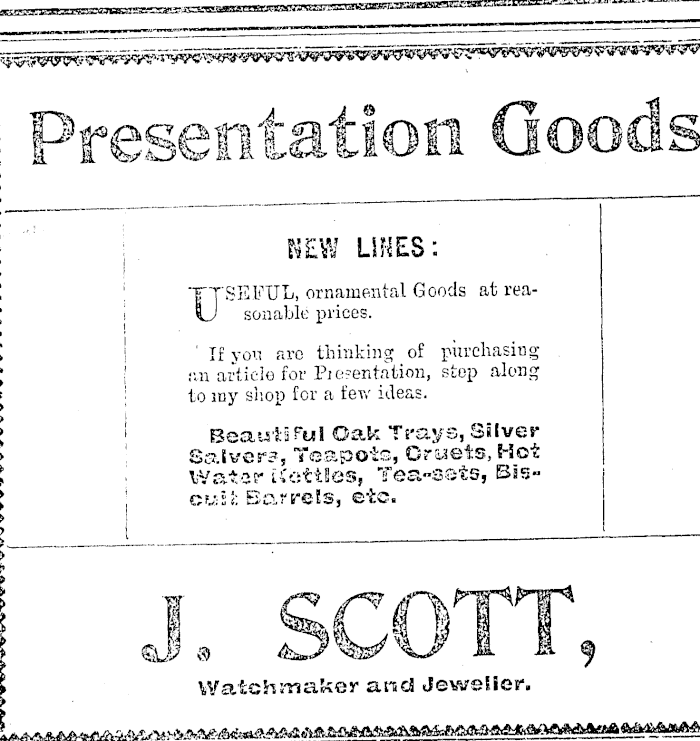 Presentation Goods
NEW LINES:
USEFUL, ornamental Goods at rea-
sonable prices.
If you are thinking of purchasing
an article for Presentation, step along
to my shop for a few ideas.
Beautiful Oak Trays, Silver
Salvers, Teapots, Cruets, Hot
Water Kettles, Tea-sets, Bis-
cuit Barrels, etc.
J. SCOTT,
Watchmaker and Jeweller.